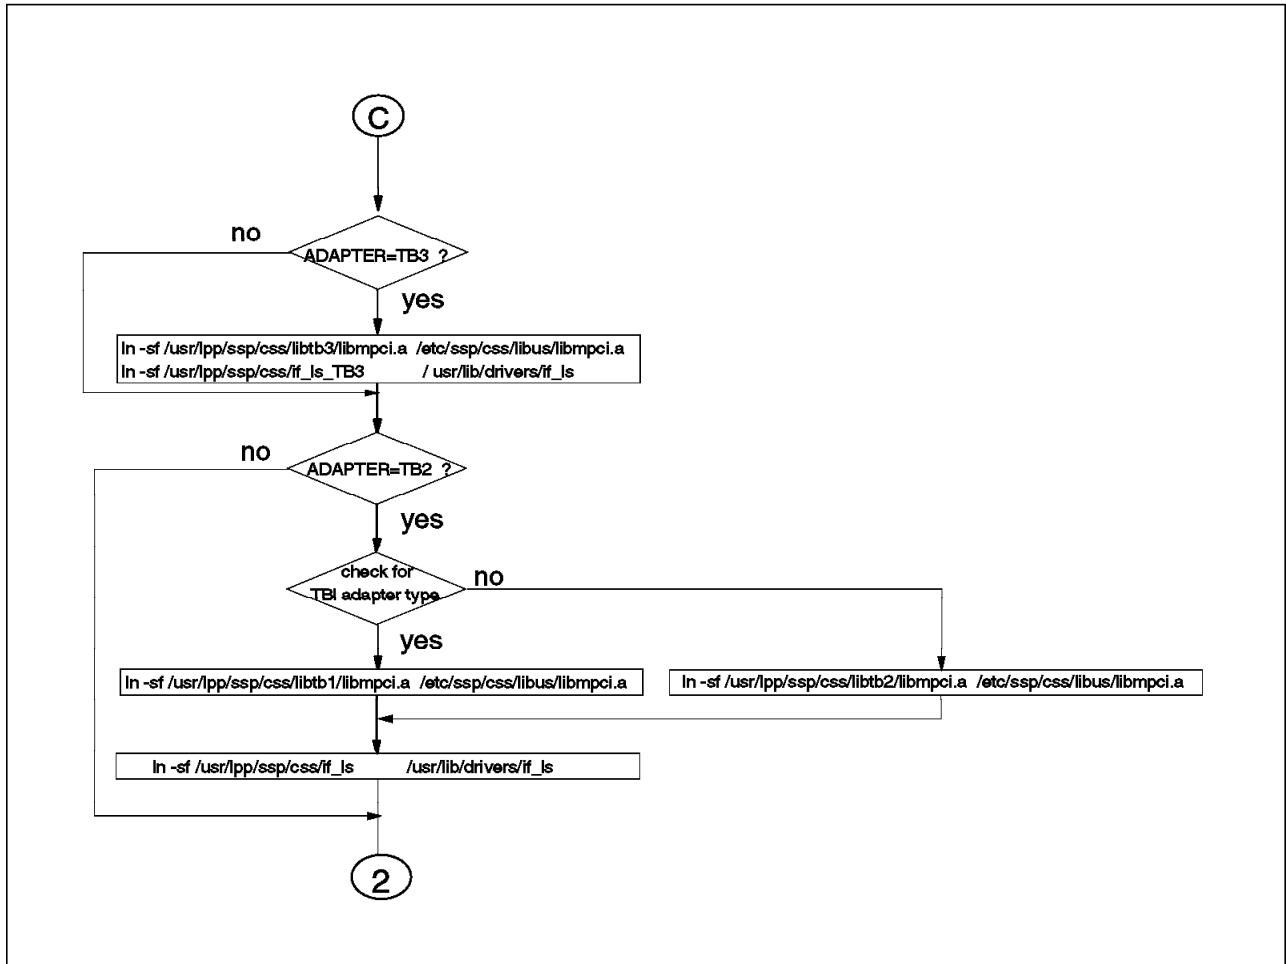 C
no
ADAPTER=TB3 ?
yes
ln -sf /usr/lpp/ssp/css/libtb3/libmpci.a /etc/ssp/css/libus/libmpci.a
ln -sf /usr/lpp/ssp/css/if_ls_TB3 / usr/lib/drivers/if_ls
no
ADAPTER=TB2 ?
yes
check for
TBI adapter type
no
yes
ln -sf /usr/lpp/ssp/css/libtb1/libmpci.a /etc/ssp/css/libus/libmpci.a
ln -sf /usr/lpp/ssp/css/libtb2/libmpci.a /etc/ssp/css/libus/libmpci.a
ln -sf /usr/lpp/ssp/css/if_ls /usr/lib/drivers/if_ls
2